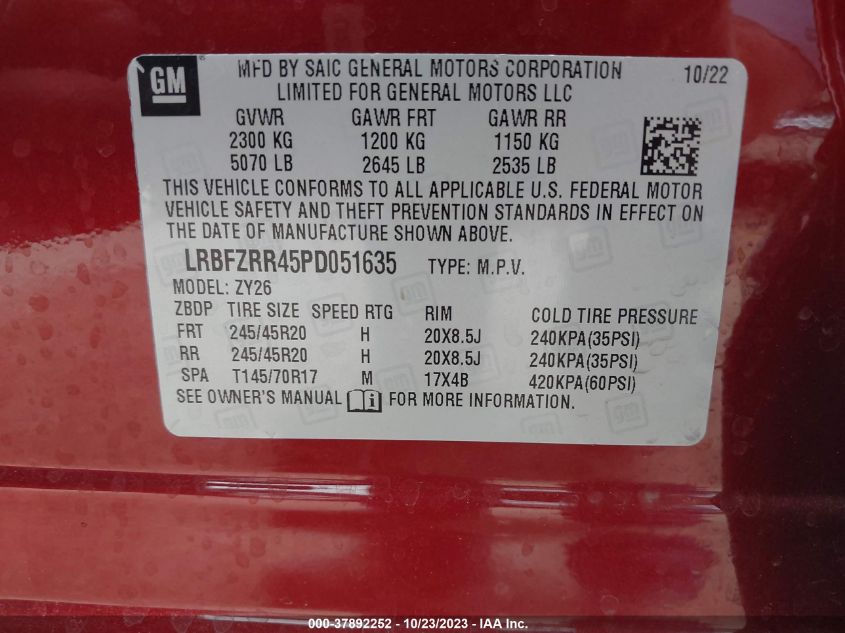 GM
MFD BY SAIC GENERAL MOTORS CORPORATION 10/22
LIMITED FOR GENERAL MOTORS LLC
GVWR GAWR FRT GAWR RR
2300 KG 1200 KG 1150 KG
5070 LB 2645 LB 2535 LB
THIS VEHICLE CONFORMS TO ALL APPLICABLE U.S. FEDERAL MOTOR
VEHICLE SAFETY AND THEFT PREVENTION STANDARDS IN EFFECT ON
THE DATE OF MANUFACTURE SHOWN ABOVE.
LRBFZRR45PD051635 TYPE: M.P.V.
MODEL: ZY26
ZBDP TIRE SIZE SPEED RTG RIM COLD TIRE PRESSURE
FRT 245/45R20 H 20X8.5J 240KPA(35PSI)
RR 245/45R20 H 20X8.5J 240KPA(35PSI)
SPA T145/70R17 M 17X4B 420KPA(60PSI)
SEE OWNER'S MANUAL FOR MORE INFORMATION.
000-37892252 - 10/23/2023 - IAA Inc.